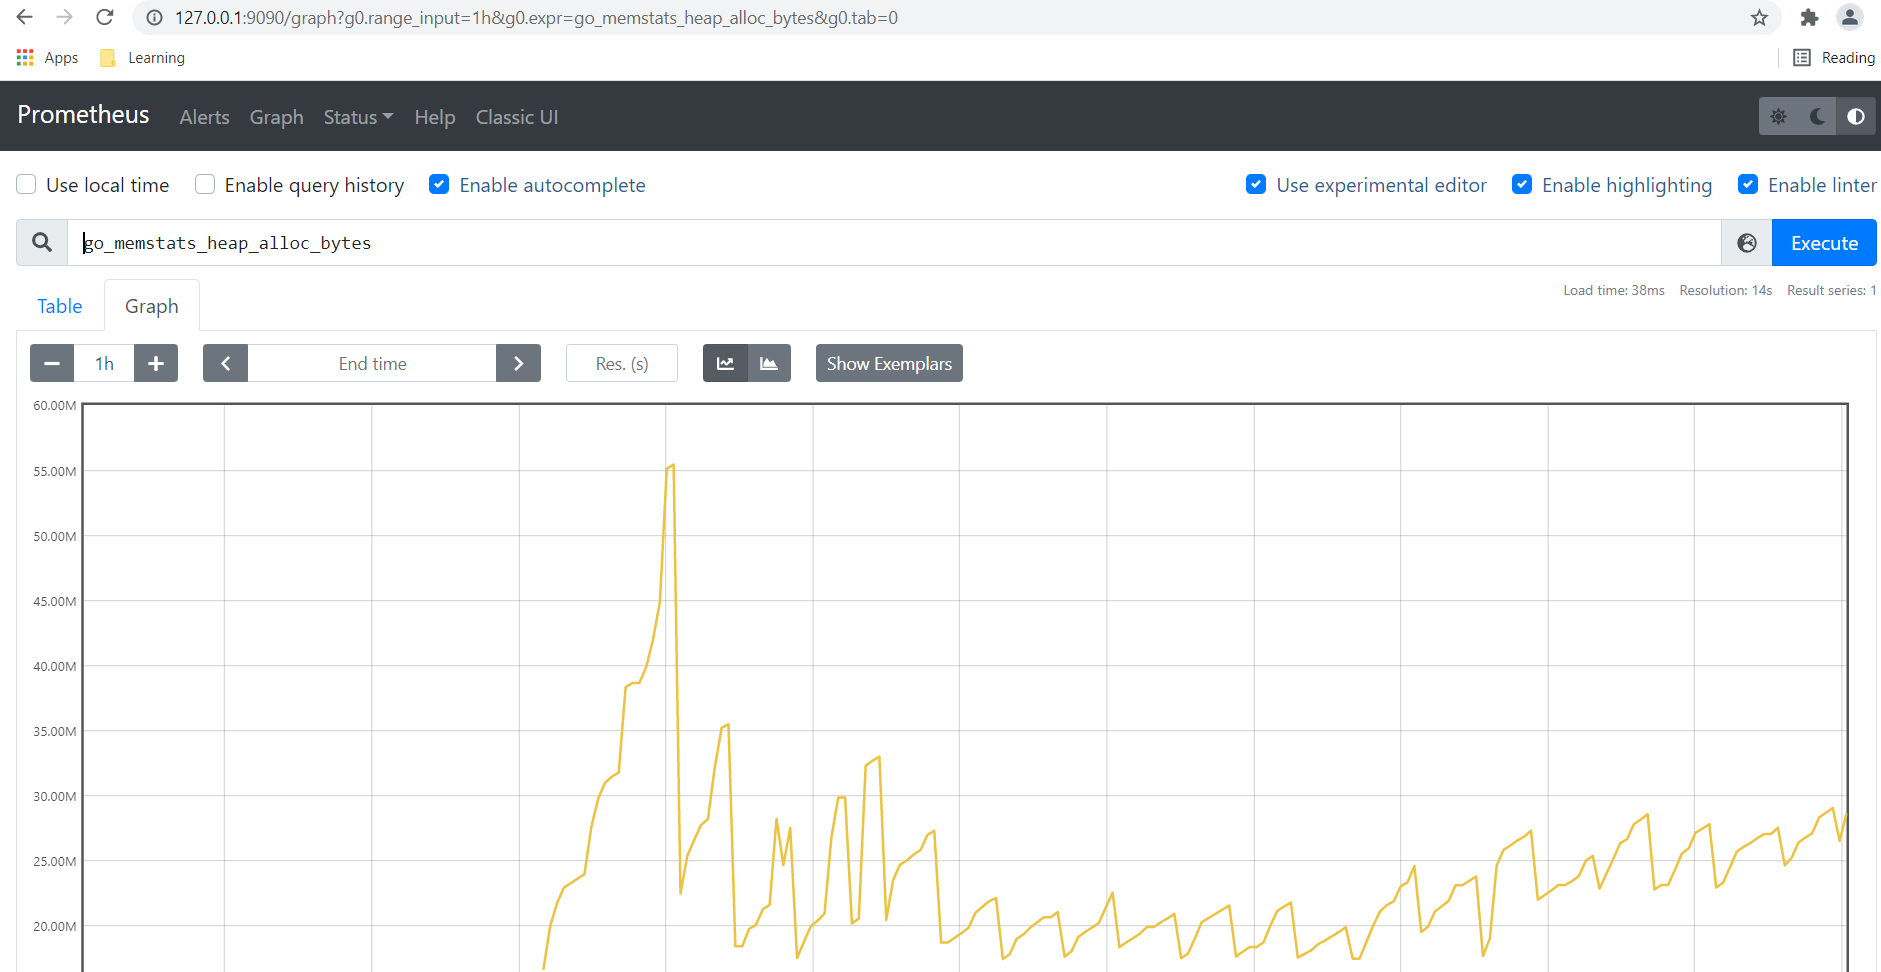 127.0.0.1:9090/graph?g0.range_input=1h&g0.expr=go_memstats_heap_alloc_bytes&g0.tab=0
Apps Learning Reading
Prometheus Alerts Graph Status Help Classic UI
Use local time Enable query history Enable autocomplete Use experimental editor Enable highlighting Enable linter
go_memstats_heap_alloc_bytes Execute
Load time: 38ms Resolution: 14s Result series: 1
Table Graph
1h End time Res. (s) Show Exemplars
60.00M
55.00M
50.00M
45.00M
40.00M
35.00M
30.00M
25.00M
20.00M